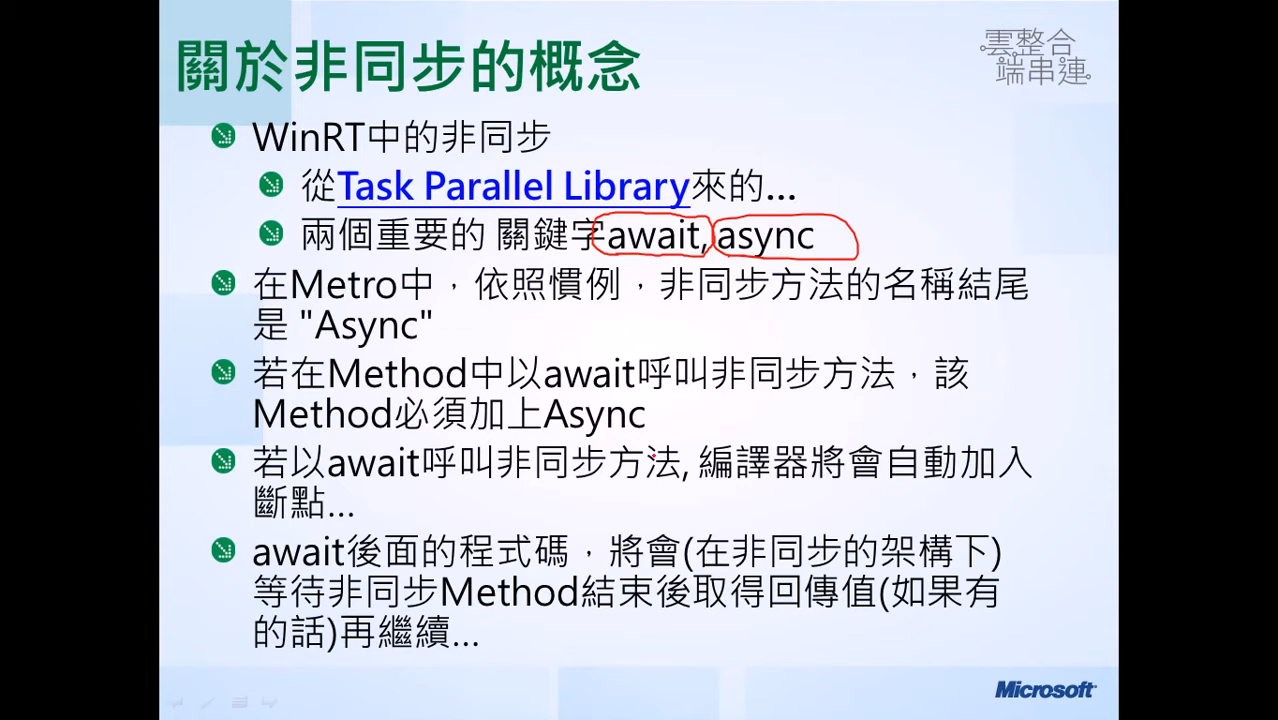 關於非同步的概念
雲整合
端串連
WinRT中的非同步
從Task Parallel Library來的...
兩個重要的 關鍵字await, async
在Metro中，依照慣例，非同步方法的名稱結尾
是 "Async"
若在Method中以await呼叫非同步方法，該
Method必須加上Async
若以await呼叫非同步方法, 編譯器將會自動加入
斷點...
await後面的程式碼，將會(在非同步的架構下)
等待非同步Method結束後取得回傳值(如果有
的話)再繼續...
Microsoft